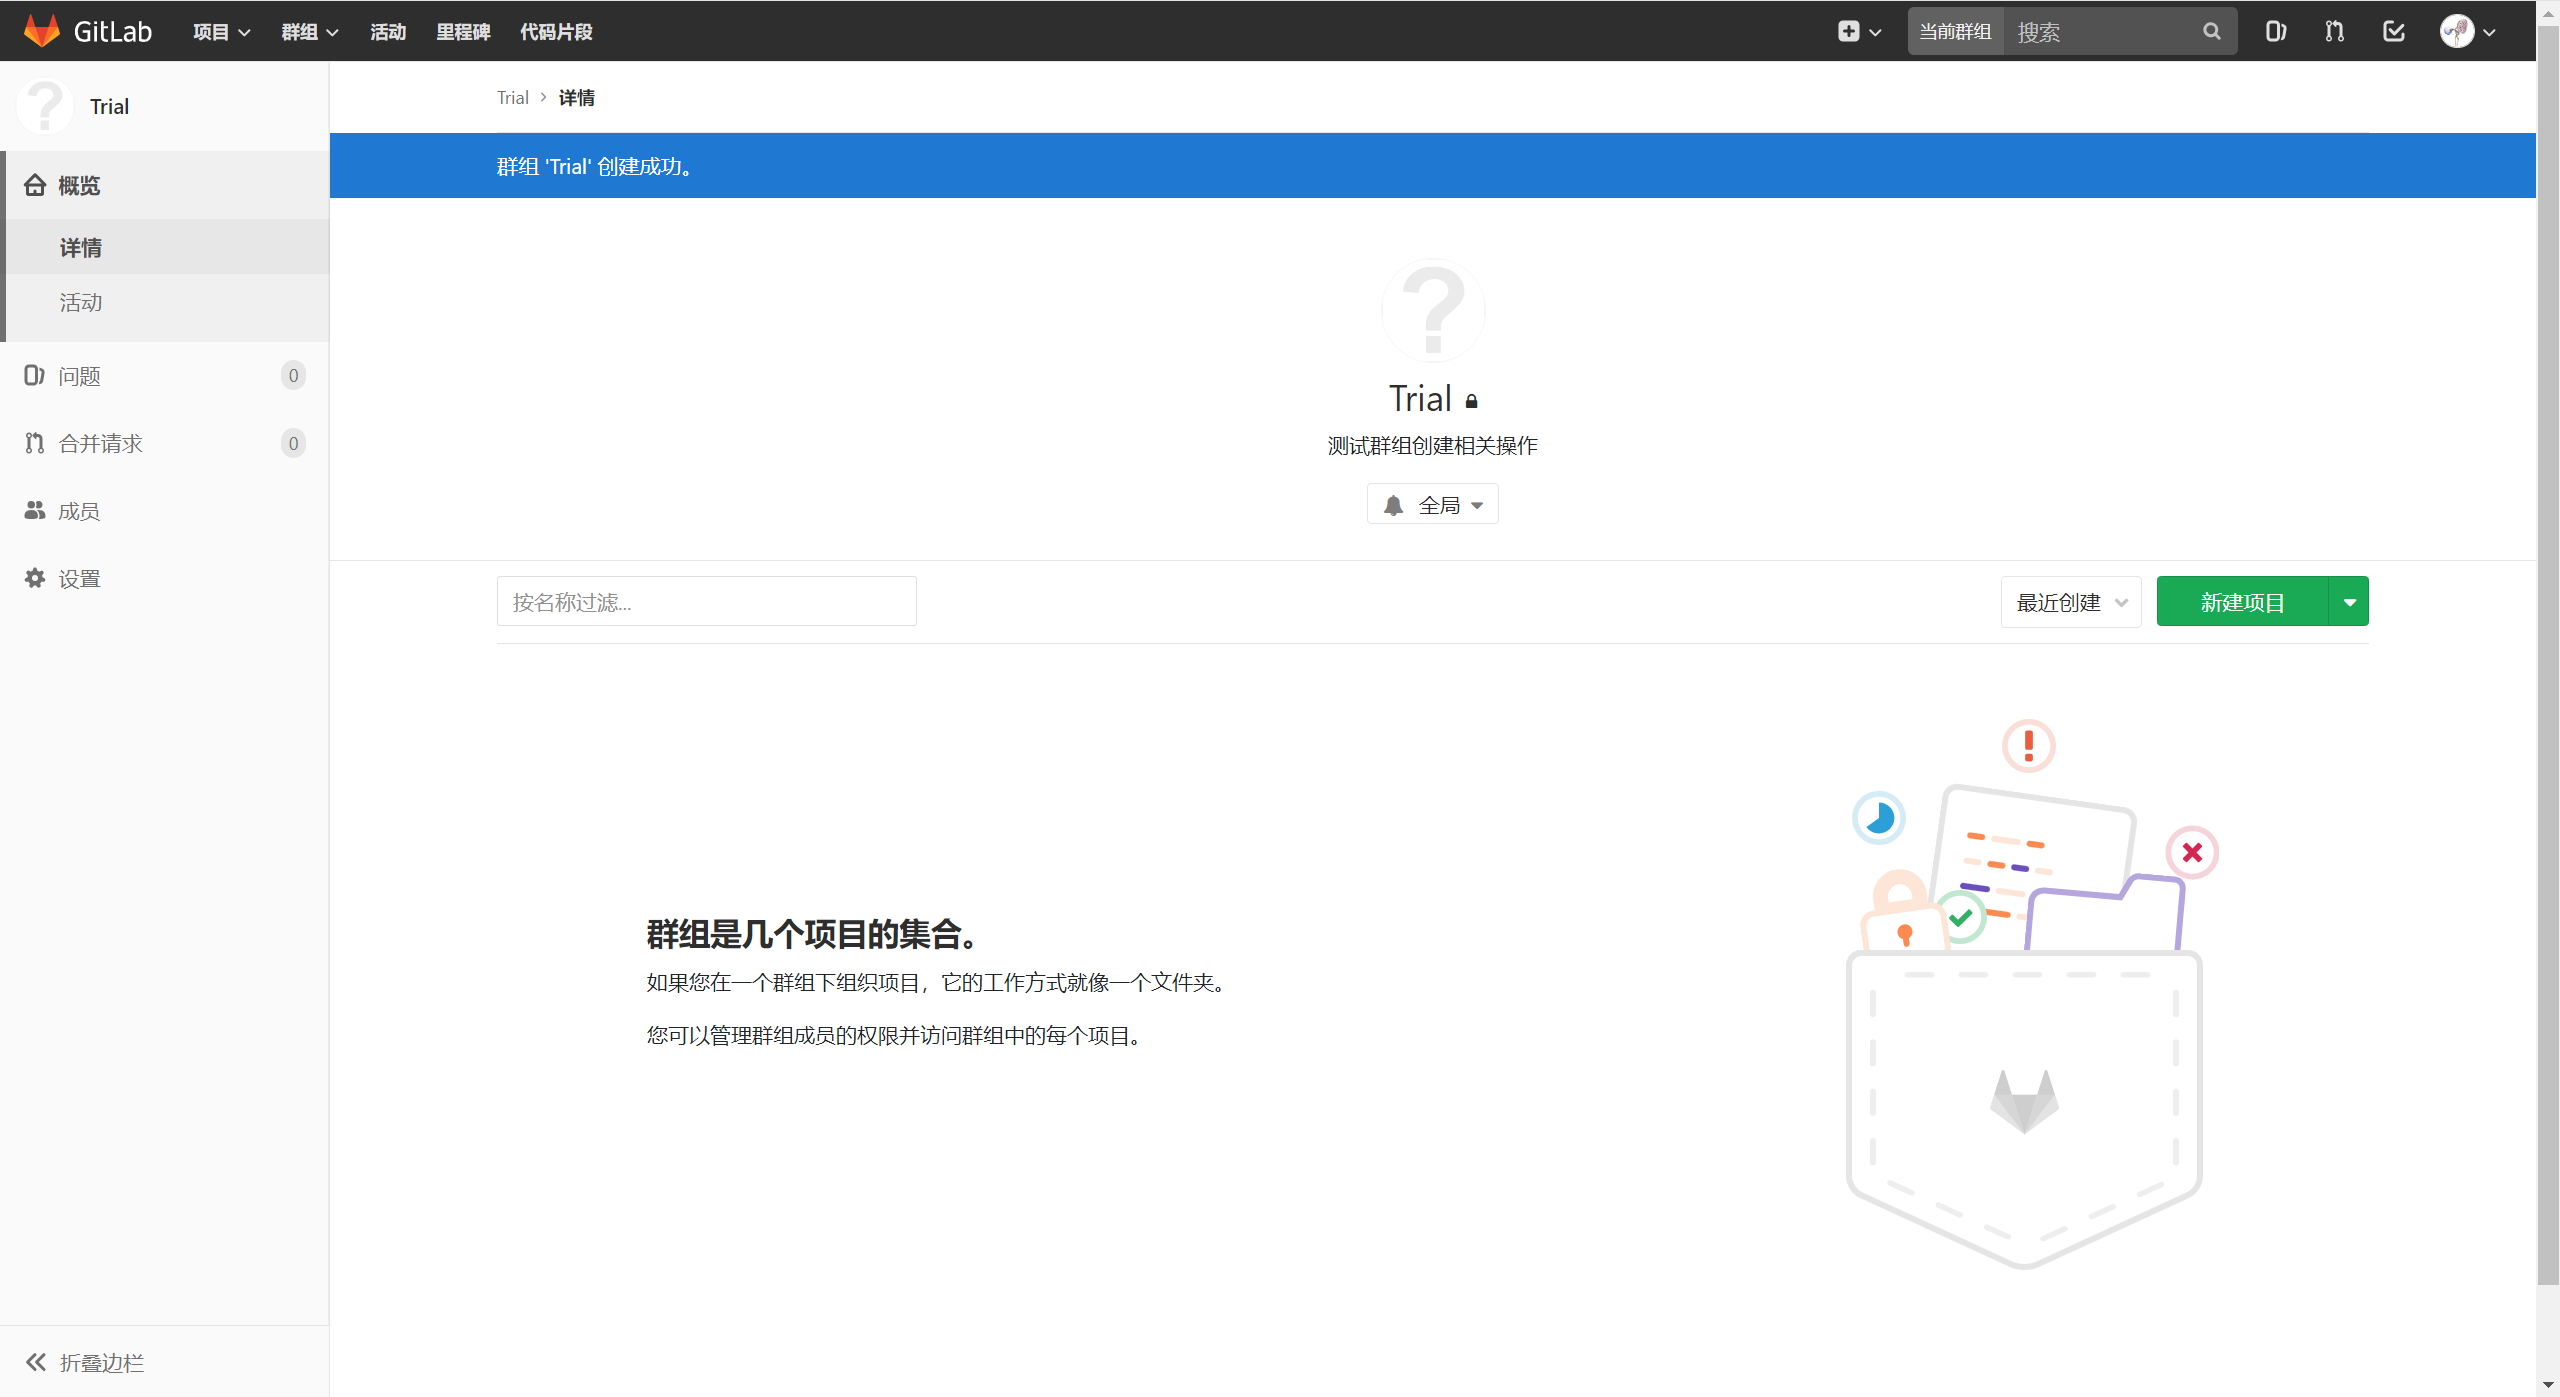 GitLab 项目 群组 活动 里程碑 代码片段 当前群组 搜索
Trial
概览
详情
活动
问题 0
合并请求 0
成员
设置
折叠边栏
Trial 详情
群组 'Trial' 创建成功。
Trial
测试群组创建相关操作
全局
按名称过滤... 最近创建 新建项目
群组是几个项目的集合。
如果您在一个群组下组织项目，它的工作方式就像一个文件夹。
您可以管理群组成员的权限并访问群组中的每个项目。